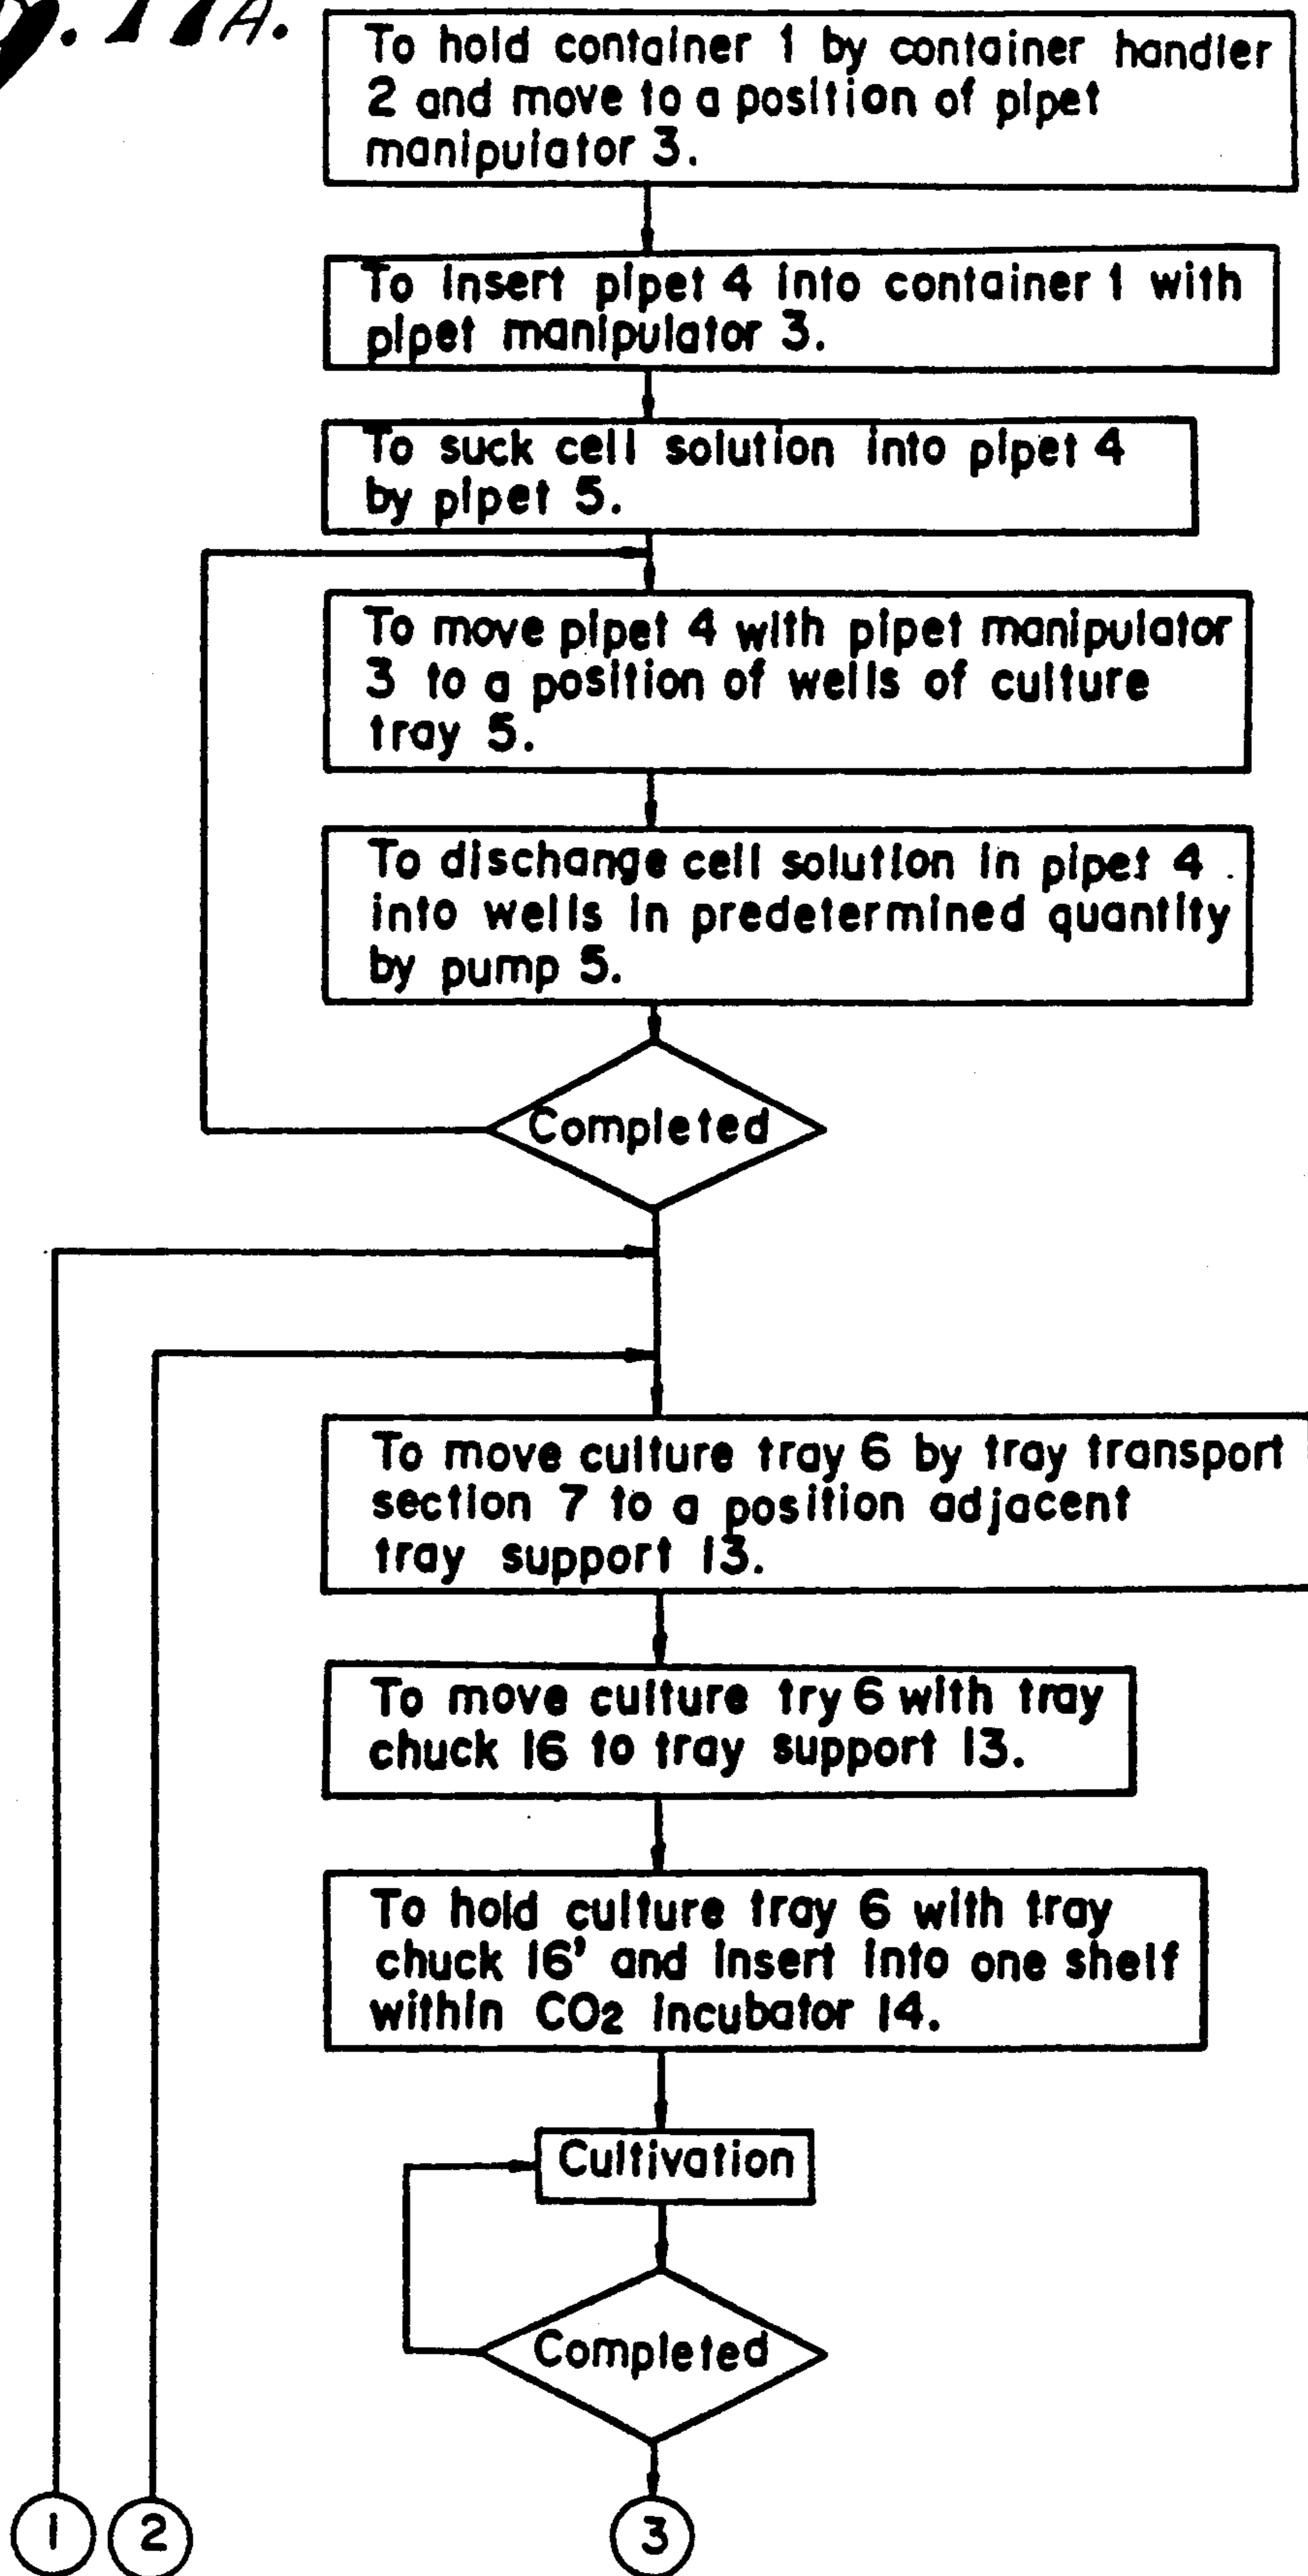 To hold container 1 by container handler
2 and move to a position of pipet
manipulator 3.
To insert pipet 4 into container 1 with
pipet manipulator 3.
To suck cell solution into pipet 4
by pipet 5.
To move pipet 4 with pipet manipulator
3 to a position of wells of culture
tray 5.
To dischange cell solution in pipet 4
into wells in predetermined quantity
by pump 5.
Completed
To move culture tray 6 by tray transport
section 7 to a position adjacent
tray support 13.
To move culture try 6 with tray
chuck 16 to tray support 13.
To hold culture tray 6 with tray
chuck 16' and insert into one shelf
within CO2 incubator 14.
Cultivation
Completed
1 2 3